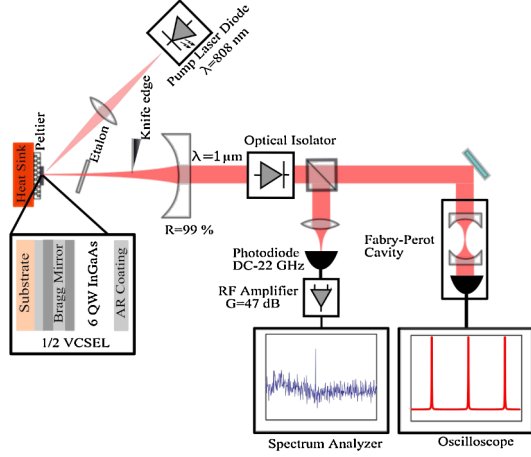 Pump Laser Diode
λ=808 nm
Knife edge
Etalon
Peltier
Heat Sink
λ=1 μm
Optical Isolator
R=99 %
Photodiode
DC-22 GHz
RF Amplifier
G=47 dB
Fabry-Perot
Cavity
Substrate
Bragg Mirror
6 QW InGaAs
AR Coating
1/2 VCSEL
Spectrum Analyzer
Oscilloscope